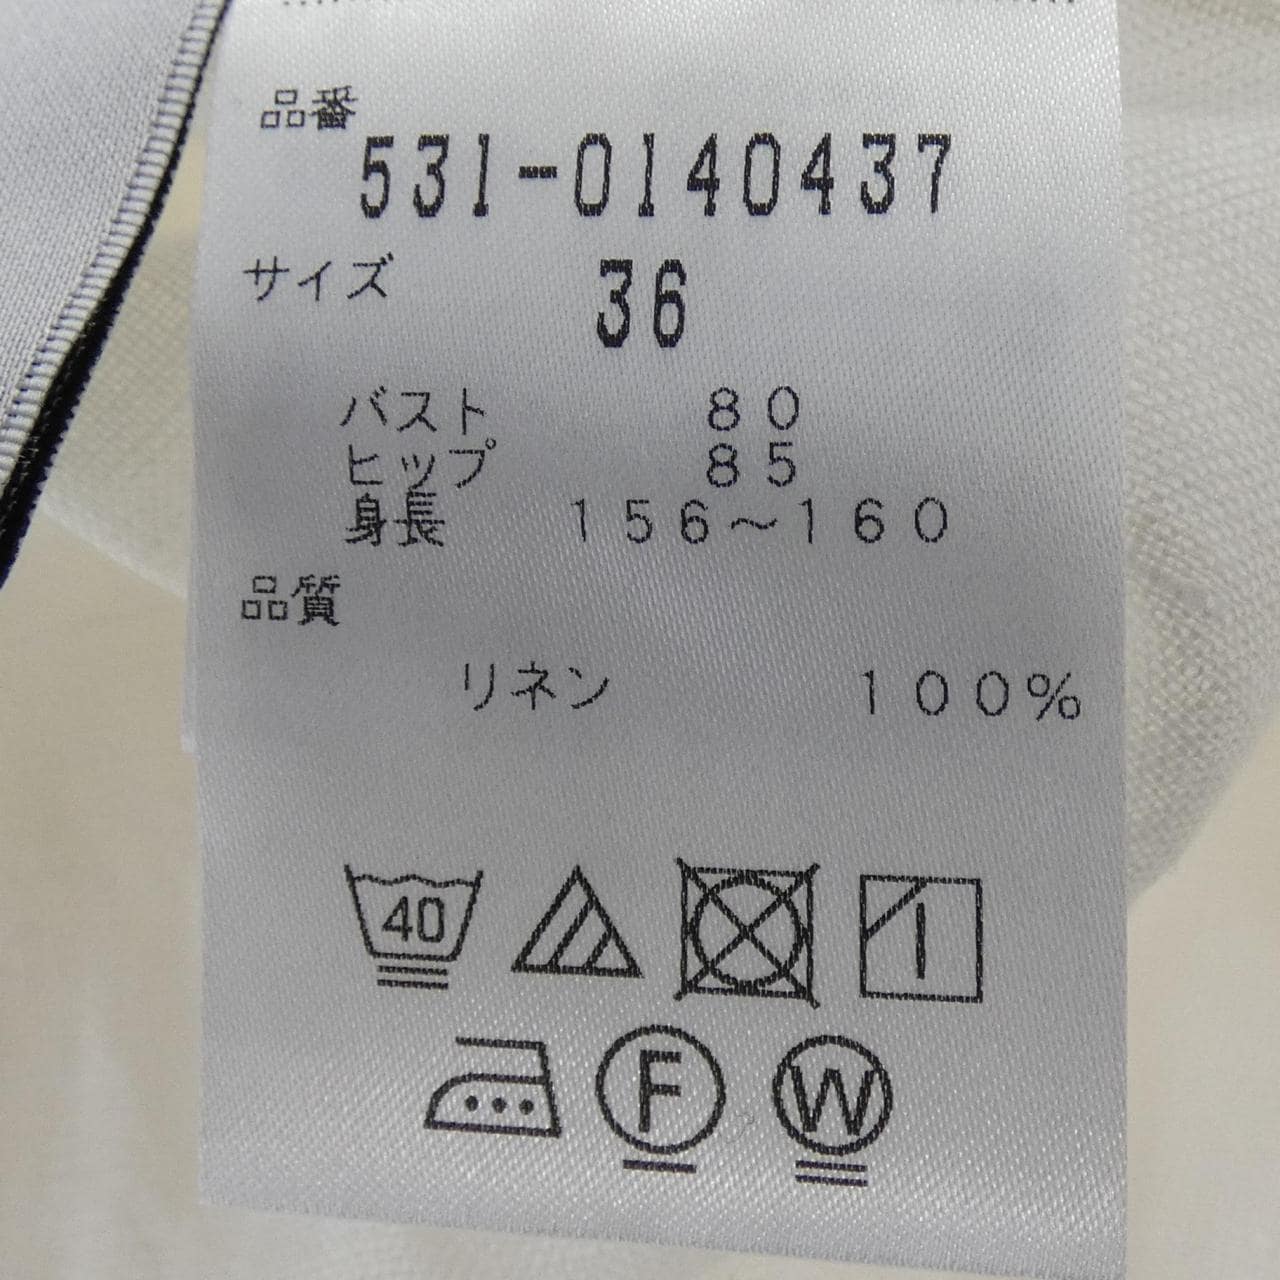 品番
531-0140437
サイズ 36
バスト 80
ヒップ 85
身長 156~160
品質
リネン 100%
40
F W